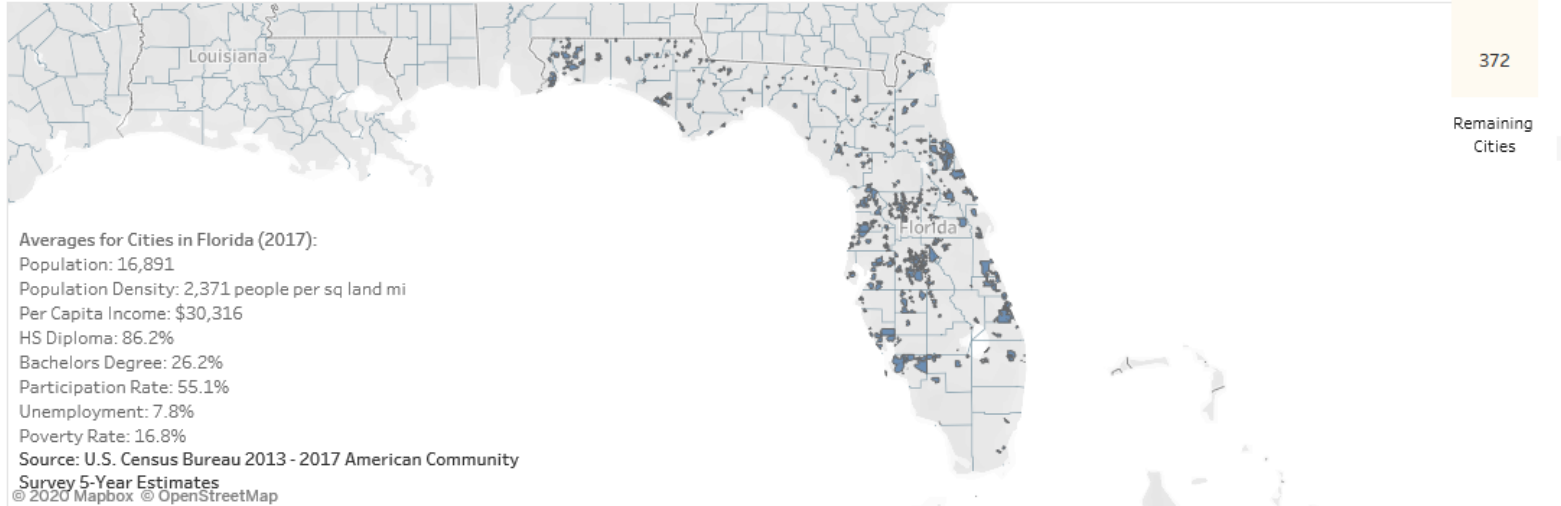 Louisiana
372
Remaining
Cities
Florida
Averages for Cities in Florida (2017):
Population: 16,891
Population Density: 2,371 people per sq land mi
Per Capita Income: $30,316
HS Diploma: 86.2%
Bachelors Degree: 26.2%
Participation Rate: 55.1%
Unemployment: 7.8%
Poverty Rate: 16.8%
Source: U.S. Census Bureau 2013 - 2017 American Community
Survey 5-Year Estimates
© 2020 Mapbox © OpenStreetMap